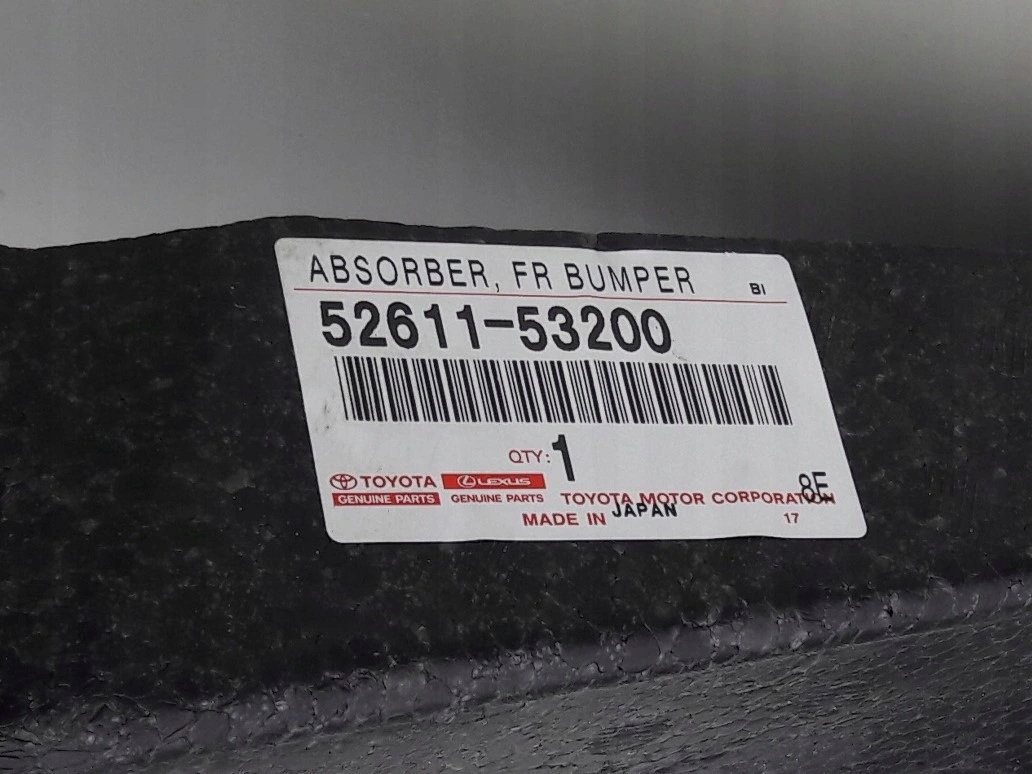 ABSORBER, FR BUMPER BI
52611-53200
QTY: 1
TOYOTA LEXUS 8E
GENUINE PARTS GENUINE PARTS TOYOTA MOTOR CORPORATION
MADE IN JAPAN 17